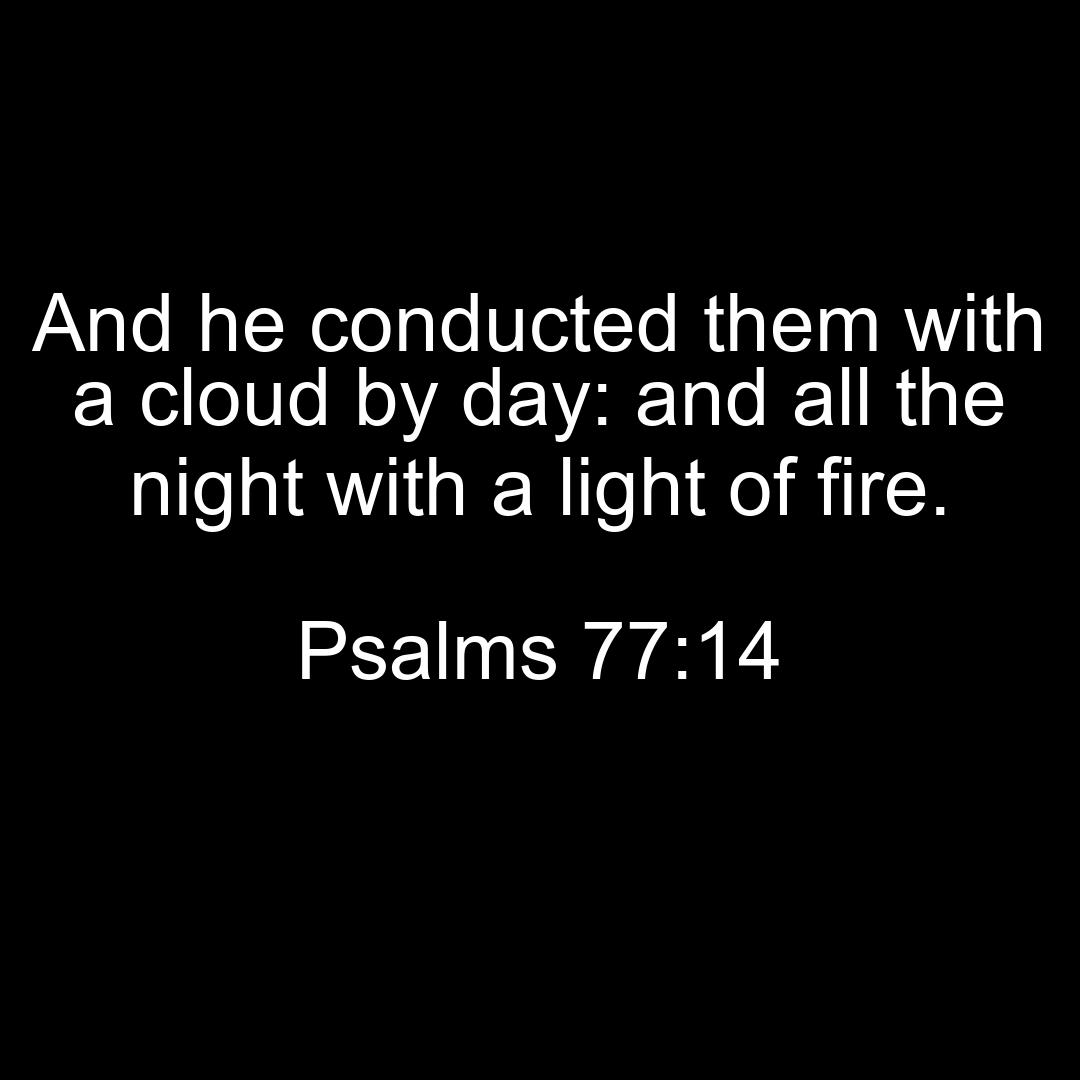 And he conducted them with
a cloud by day: and all the
night with a light of fire.
Psalms 77:14